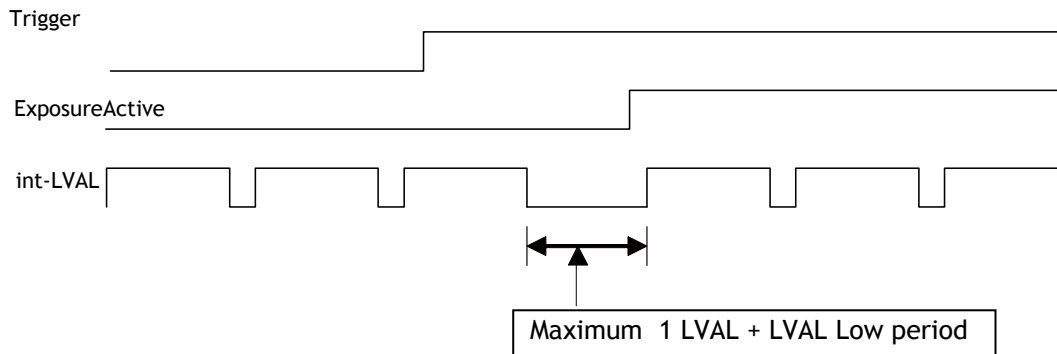 Trigger
ExposureActive
int-LVAL
Maximum 1 LVAL + LVAL Low period